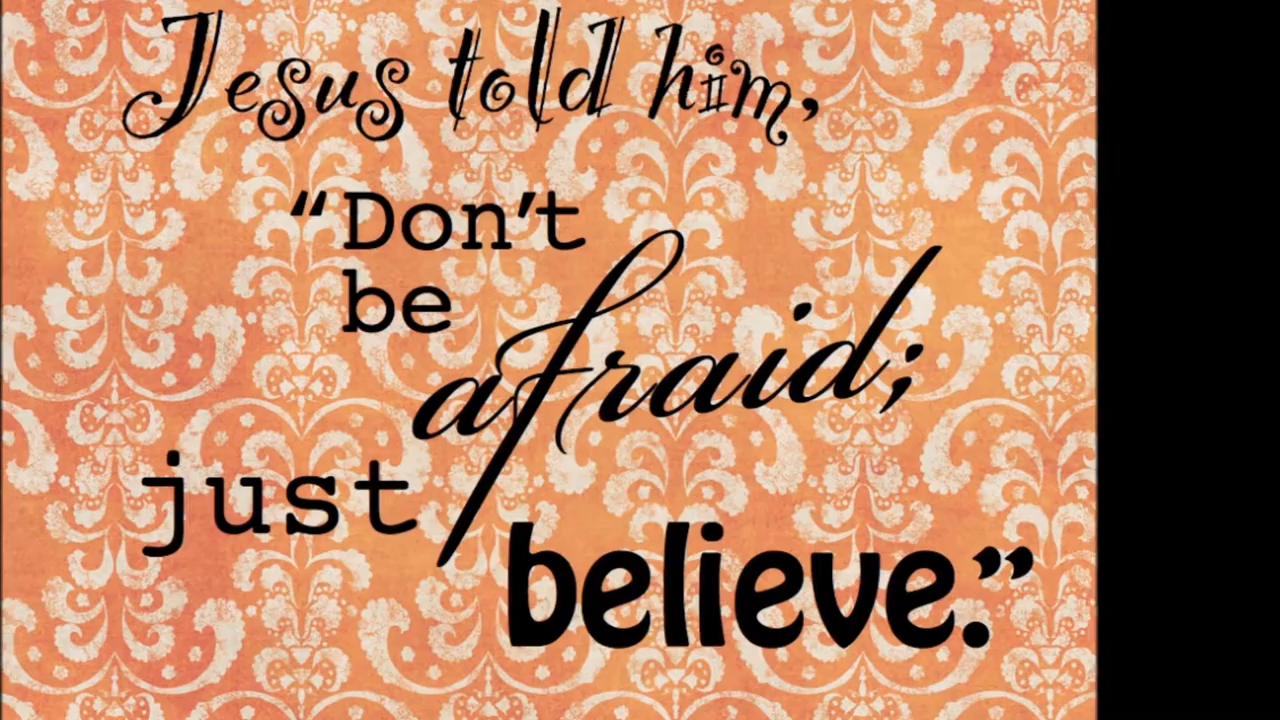 Jesus told him,
“Don’t
be
afraid;
just
believe.”